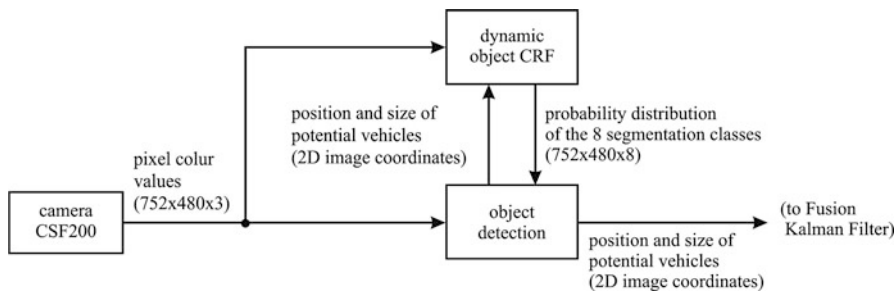 dynamic
object CRF
position and size of
potential vehicles
(2D image coordinates)
probability distribution
of the 8 segmentation classes
(752x480x8)
pixel colur
values
(752x480x3)
camera
CSF200
object
detection
(to Fusion
Kalman Filter)
position and size of
potential vehicles
(2D image coordinates)